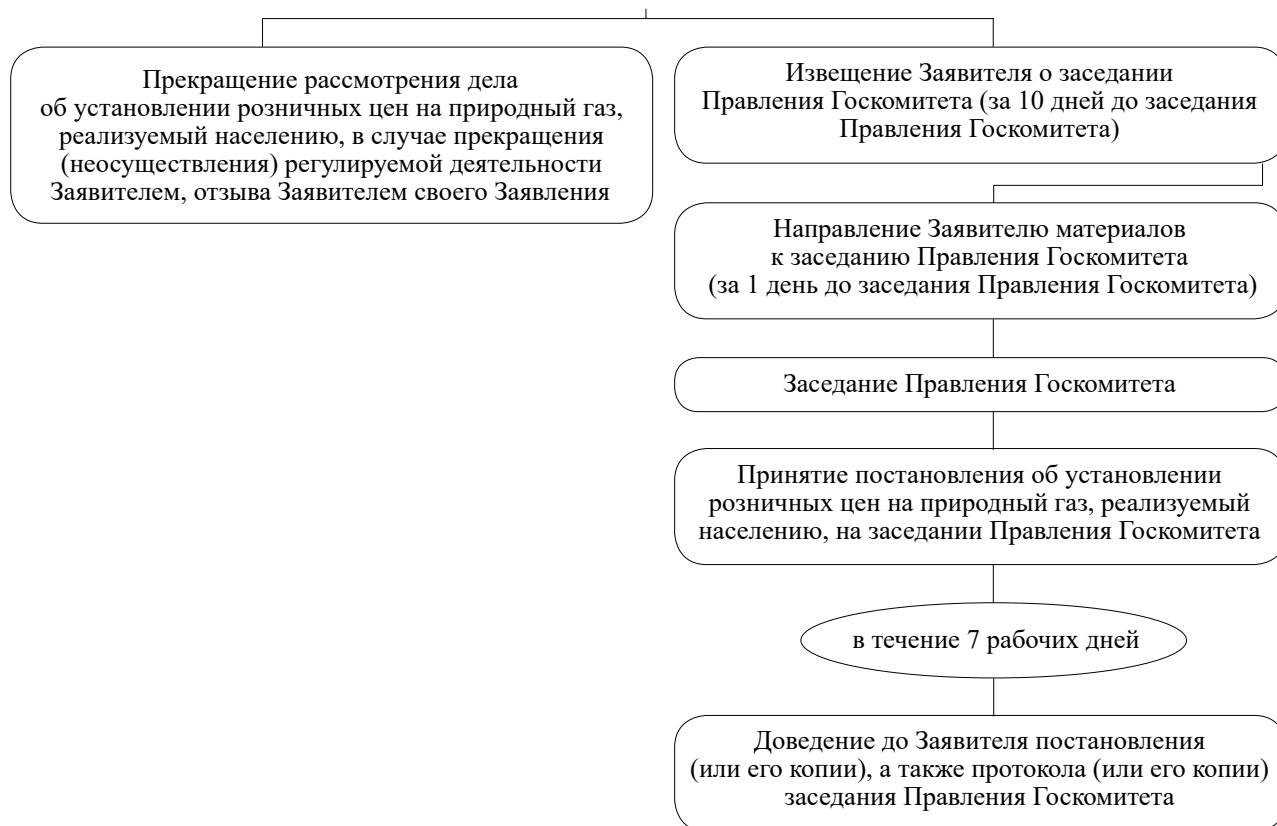 Прекращение рассмотрения дела
об установлении розничных цен на природный газ,
реализуемый населению, в случае прекращения
(неосуществления) регулируемой деятельности
Заявителем, отзыва Заявителем своего Заявления
Извещение Заявителя о заседании
Правления Госкомитета (за 10 дней до заседания
Правления Госкомитета)
Направление Заявителю материалов
к заседанию Правления Госкомитета
(за 1 день до заседания Правления Госкомитета)
Заседание Правления Госкомитета
Принятие постановления об установлении
розничных цен на природный газ, реализуемый
населению, на заседании Правления Госкомитета
в течение 7 рабочих дней
Доведение до Заявителя постановления
(или его копии), а также протокола (или его копии)
заседания Правления Госкомитета